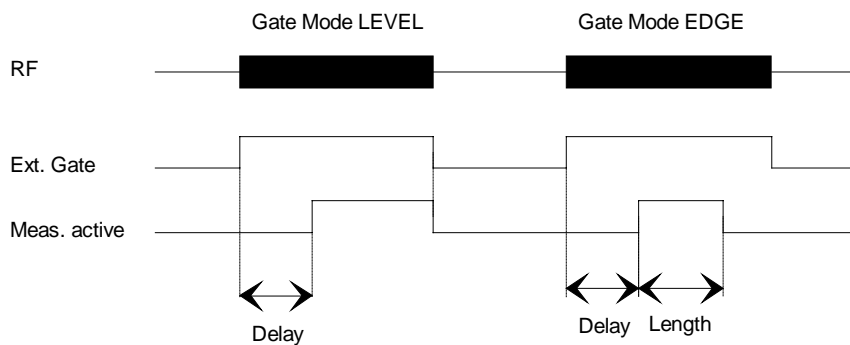 Gate Mode LEVEL
Gate Mode EDGE
RF
Ext. Gate
Meas. active
Delay
Delay
Length